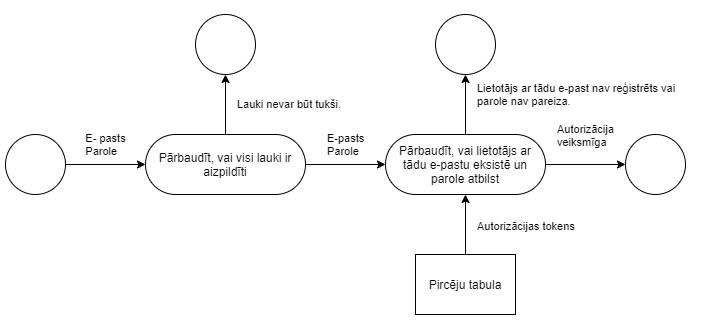 Lauki nevar būt tukši.
Lietotājs ar tādu e-past nav reģistrēts vai
parole nav pareiza.
E- pasts
Parole
Pārbaudīt, vai visi lauki ir
aizpildīti
E-pasts
Parole
Pārbaudīt, vai lietotājs ar
tādu e-pastu eksistē un
parole atbilst
Autorizācija
veiksmīga
Autorizācijas tokens
Pircēju tabula